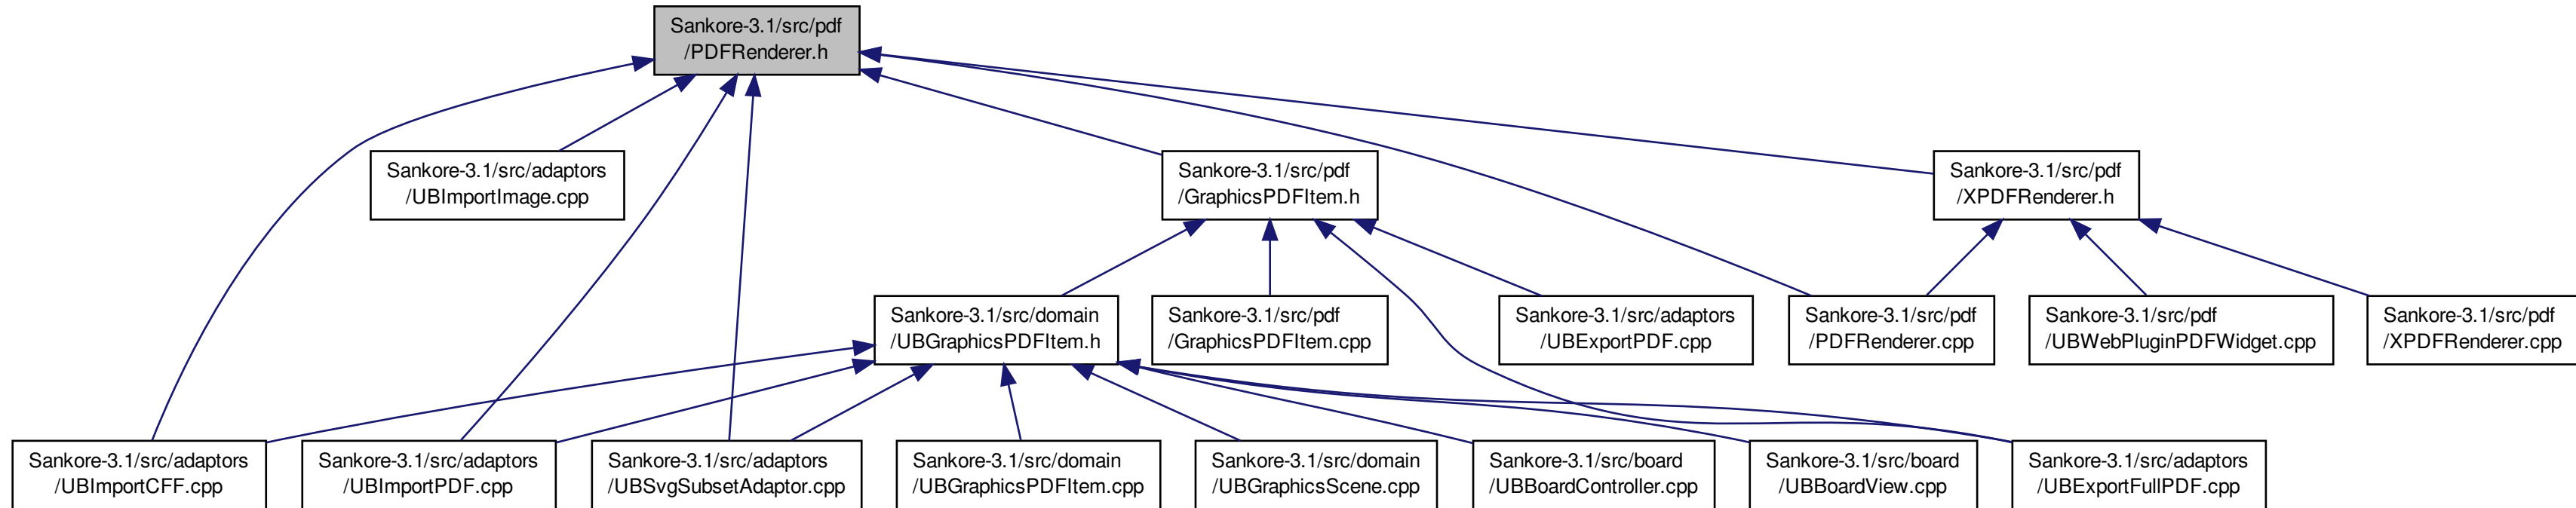 Sankore-3.1/src/pdf
/PDFRenderer.h
Sankore-3.1/src/adaptors
/UBImportImage.cpp
Sankore-3.1/src/pdf
/GraphicsPDFItem.h
Sankore-3.1/src/pdf
/XPDFRenderer.h
Sankore-3.1/src/domain
/UBGraphicsPDFItem.h
Sankore-3.1/src/pdf
/GraphicsPDFItem.cpp
Sankore-3.1/src/adaptors
/UBExportPDF.cpp
Sankore-3.1/src/pdf
/PDFRenderer.cpp
Sankore-3.1/src/pdf
/UBWebPluginPDFWidget.cpp
Sankore-3.1/src/pdf
/XPDFRenderer.cpp
Sankore-3.1/src/adaptors
/UBImportCFF.cpp
Sankore-3.1/src/adaptors
/UBImportPDF.cpp
Sankore-3.1/src/adaptors
/UBSvgSubsetAdaptor.cpp
Sankore-3.1/src/domain
/UBGraphicsPDFItem.cpp
Sankore-3.1/src/domain
/UBGraphicsScene.cpp
Sankore-3.1/src/board
/UBBoardController.cpp
Sankore-3.1/src/board
/UBBoardView.cpp
Sankore-3.1/src/adaptors
/UBExportFullPDF.cpp